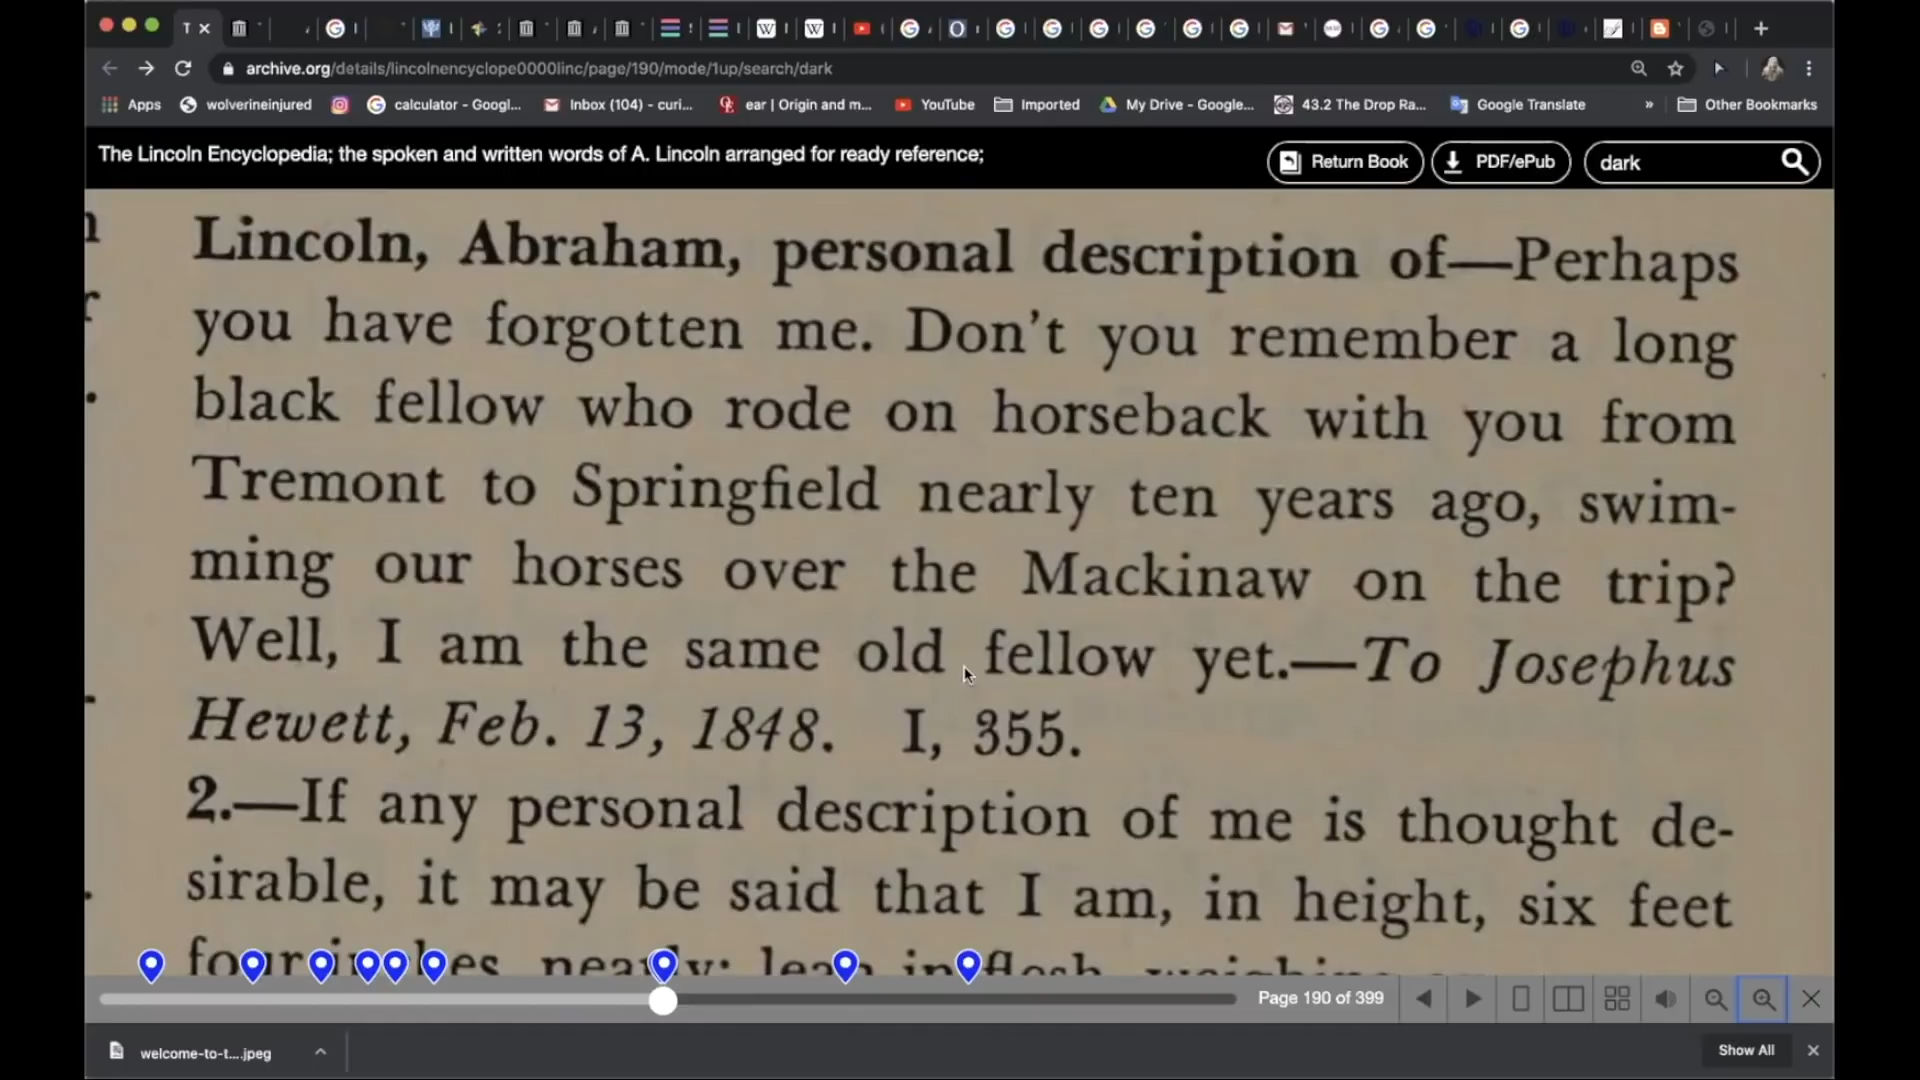 T
archive.org/details/lincolnencyclope0000linc/page/190/mode/1up/search/dark
Apps wolverineinjured calculator - Googl... Inbox (104) - curi... ear | Origin and m... YouTube Imported My Drive - Google... 43.2 The Drop Ra... Google Translate » Other Bookmarks
The Lincoln Encyclopedia; the spoken and written words of A. Lincoln arranged for ready reference; Return Book PDF/ePub dark
Lincoln, Abraham, personal description of—Perhaps
you have forgotten me. Don't you remember a long
black fellow who rode on horseback with you from
Tremont to Springfield nearly ten years ago, swim-
ming our horses over the Mackinaw on the trip?
Well, I am the same old fellow yet.—To Josephus
Hewett, Feb. 13, 1848. I, 355.
2.—If any personal description of me is thought de-
sirable, it may be said that I am, in height, six feet
Page 190 of 399
welcome-to-t....jpeg Show All